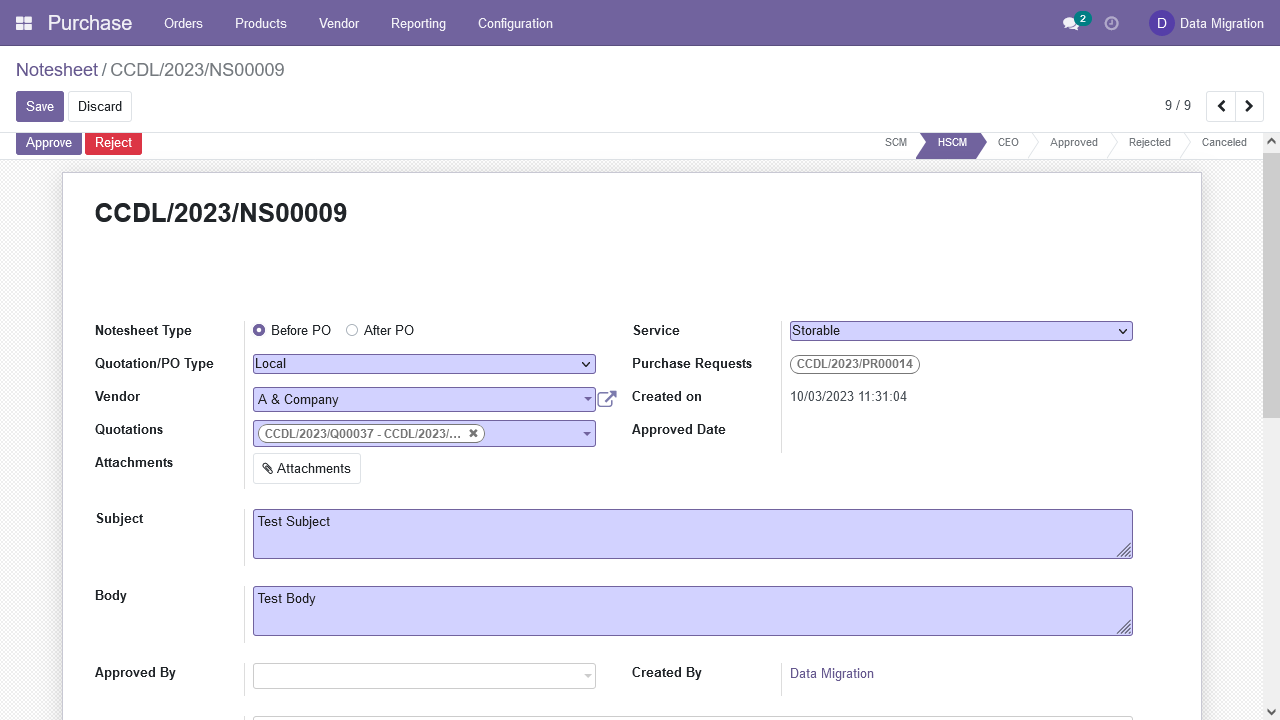 Purchase Orders Products Vendor Reporting Configuration 2 D Data Migration
Notesheet / CCDL/2023/NS00009
Save Discard 9 / 9
Approve Reject SCM HSCM CEO Approved Rejected Canceled
CCDL/2023/NS00009
Notesheet Type Before PO After PO Service Storable
Quotation/PO Type Local Purchase Requests CCDL/2023/PR00014
Vendor A & Company Created on 10/03/2023 11:31:04
Quotations CCDL/2023/Q00037 - CCDL/2023/... Approved Date
Attachments Attachments
Subject Test Subject
Body Test Body
Approved By Created By Data Migration